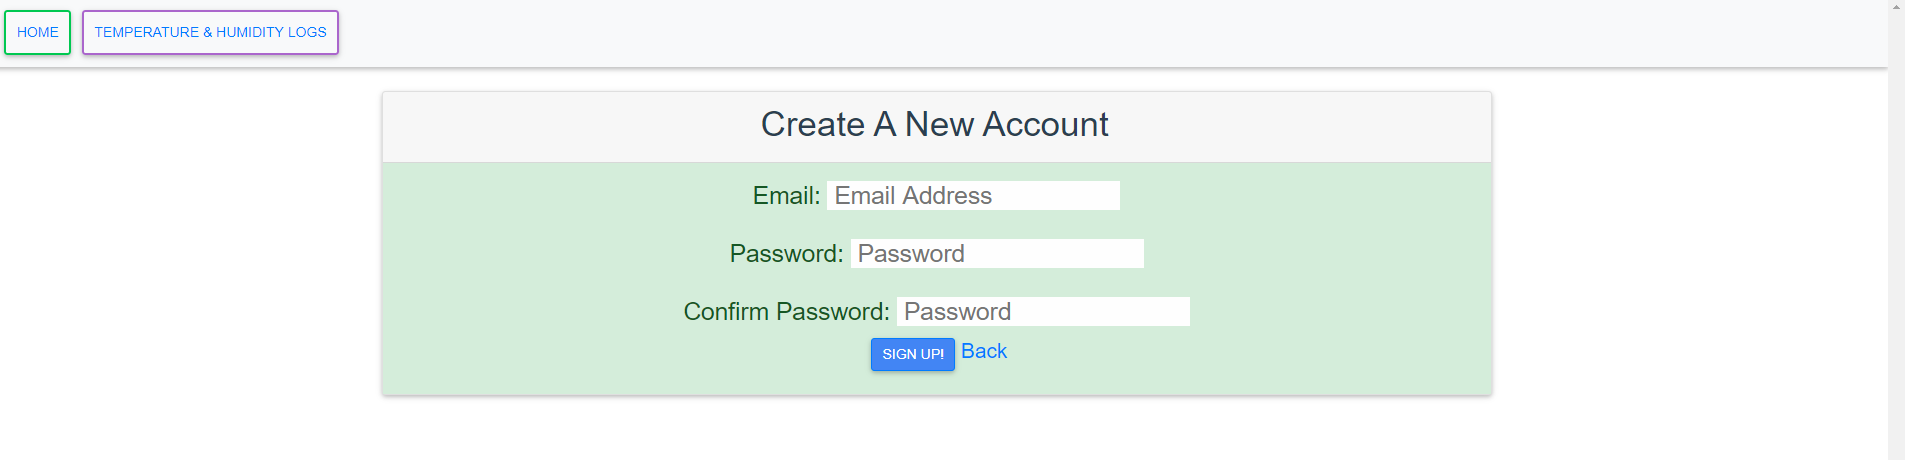 HOME TEMPERATURE & HUMIDITY LOGS
Create A New Account
Email: Email Address
Password: Password
Confirm Password: Password
SIGN UP! Back